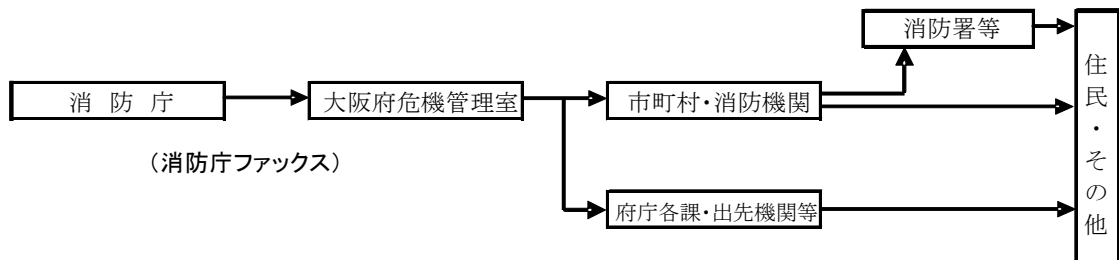 消防署等
消 防 庁
大阪府危機管理室
市町村・消防機関
住民・その他
(消防庁ファックス)
府庁各課・出先機関等